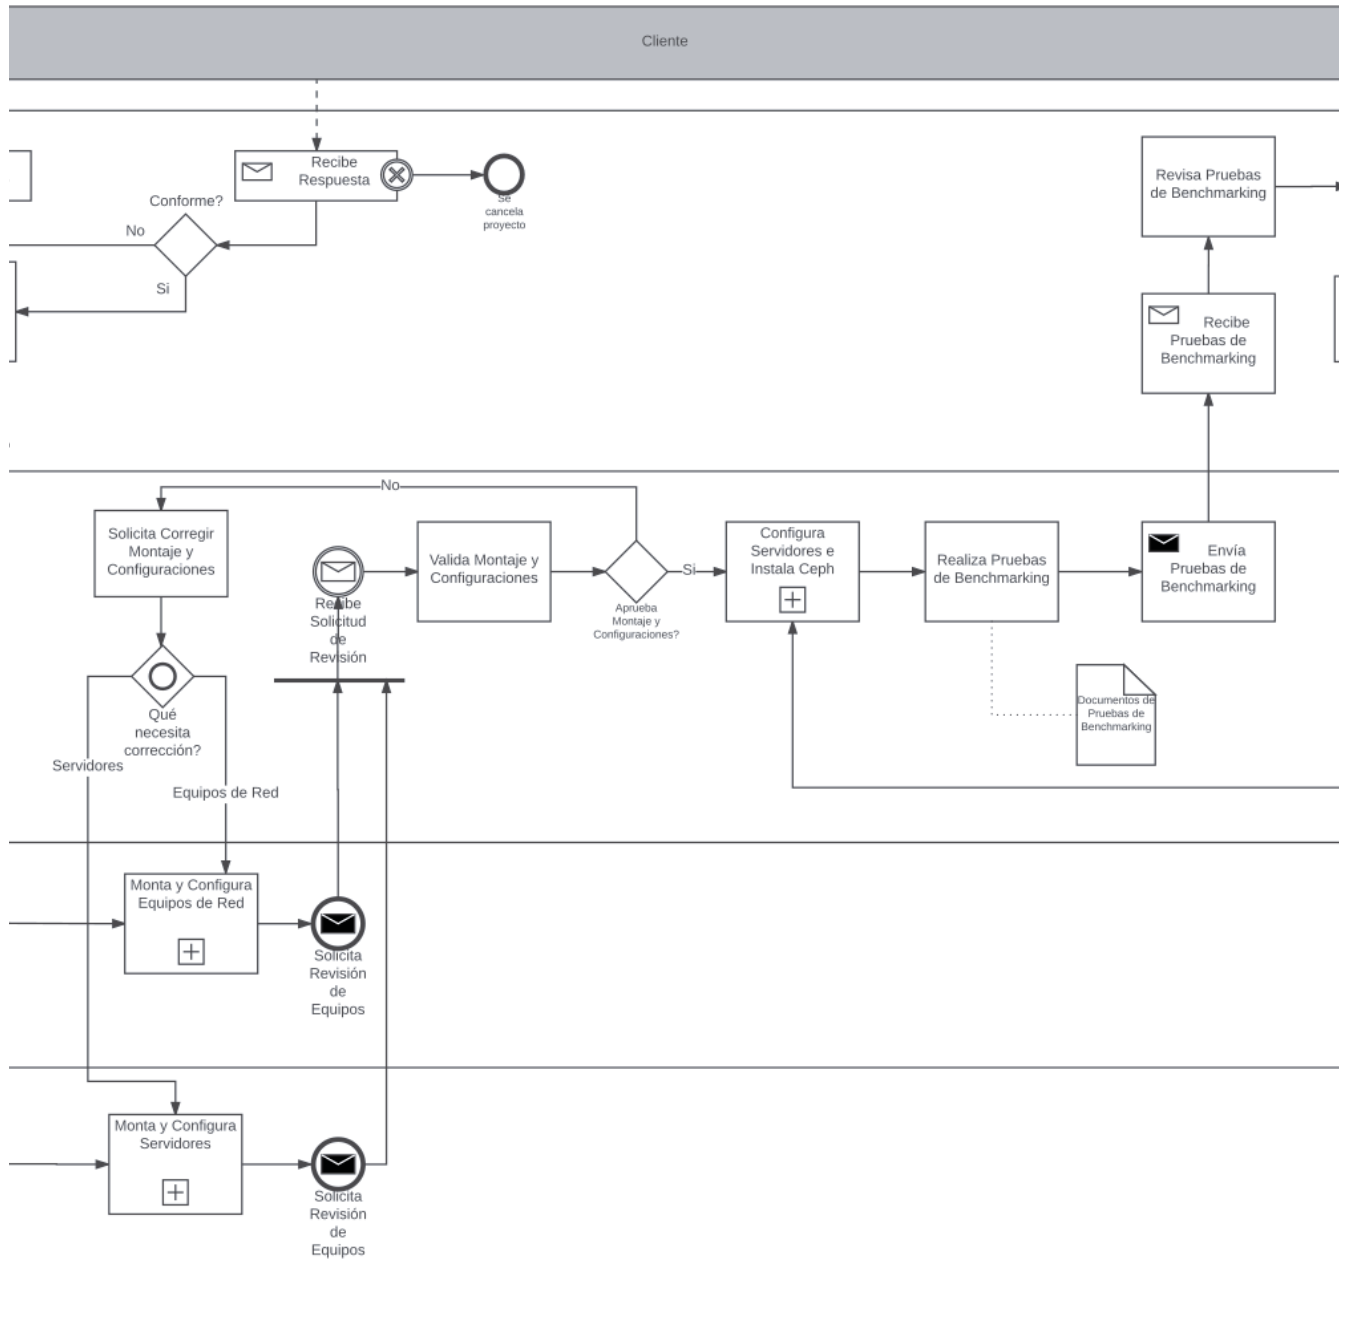 Cliente
Recibe
Respuesta
Se
cancela
proyecto
Conforme?
No
Si
Revisa Pruebas
de Benchmarking
Recibe
Pruebas de
Benchmarking
No
Solicita Corregir
Montaje y
Configuraciones
Recibe
Solicitud
de
Revisión
Valida Montaje y
Configuraciones
Aprueba
Montaje y
Configuraciones?
Si
Configura
Servidores e
Instala Ceph
Realiza Pruebas
de Benchmarking
Envía
Pruebas de
Benchmarking
Documentos de
Pruebas de
Benchmarking
Qué
necesita
corrección?
Servidores
Equipos de Red
Monta y Configura
Equipos de Red
Solicita
Revisión
de
Equipos
Monta y Configura
Servidores
Solicita
Revisión
de
Equipos